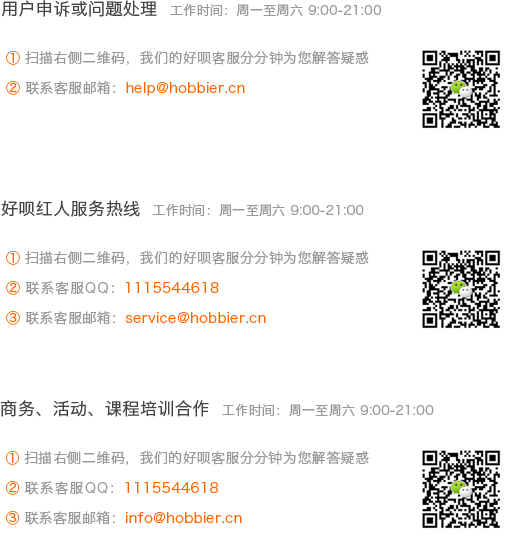 用户申诉或问题处理 工作时间：周一至周六 9:00-21:00
① 扫描右侧二维码，我们的好呗客服分分钟为您解答疑惑
② 联系客服邮箱：help@hobbier.cn
好呗红人服务热线 工作时间：周一至周六 9:00-21:00
① 扫描右侧二维码，我们的好呗客服分分钟为您解答疑惑
② 联系客服QQ：1115544618
③ 联系客服邮箱：service@hobbier.cn
商务、活动、课程培训合作 工作时间：周一至周六 9:00-21:00
① 扫描右侧二维码，我们的好呗客服分分钟为您解答疑惑
② 联系客服QQ：1115544618
③ 联系客服邮箱：info@hobbier.cn